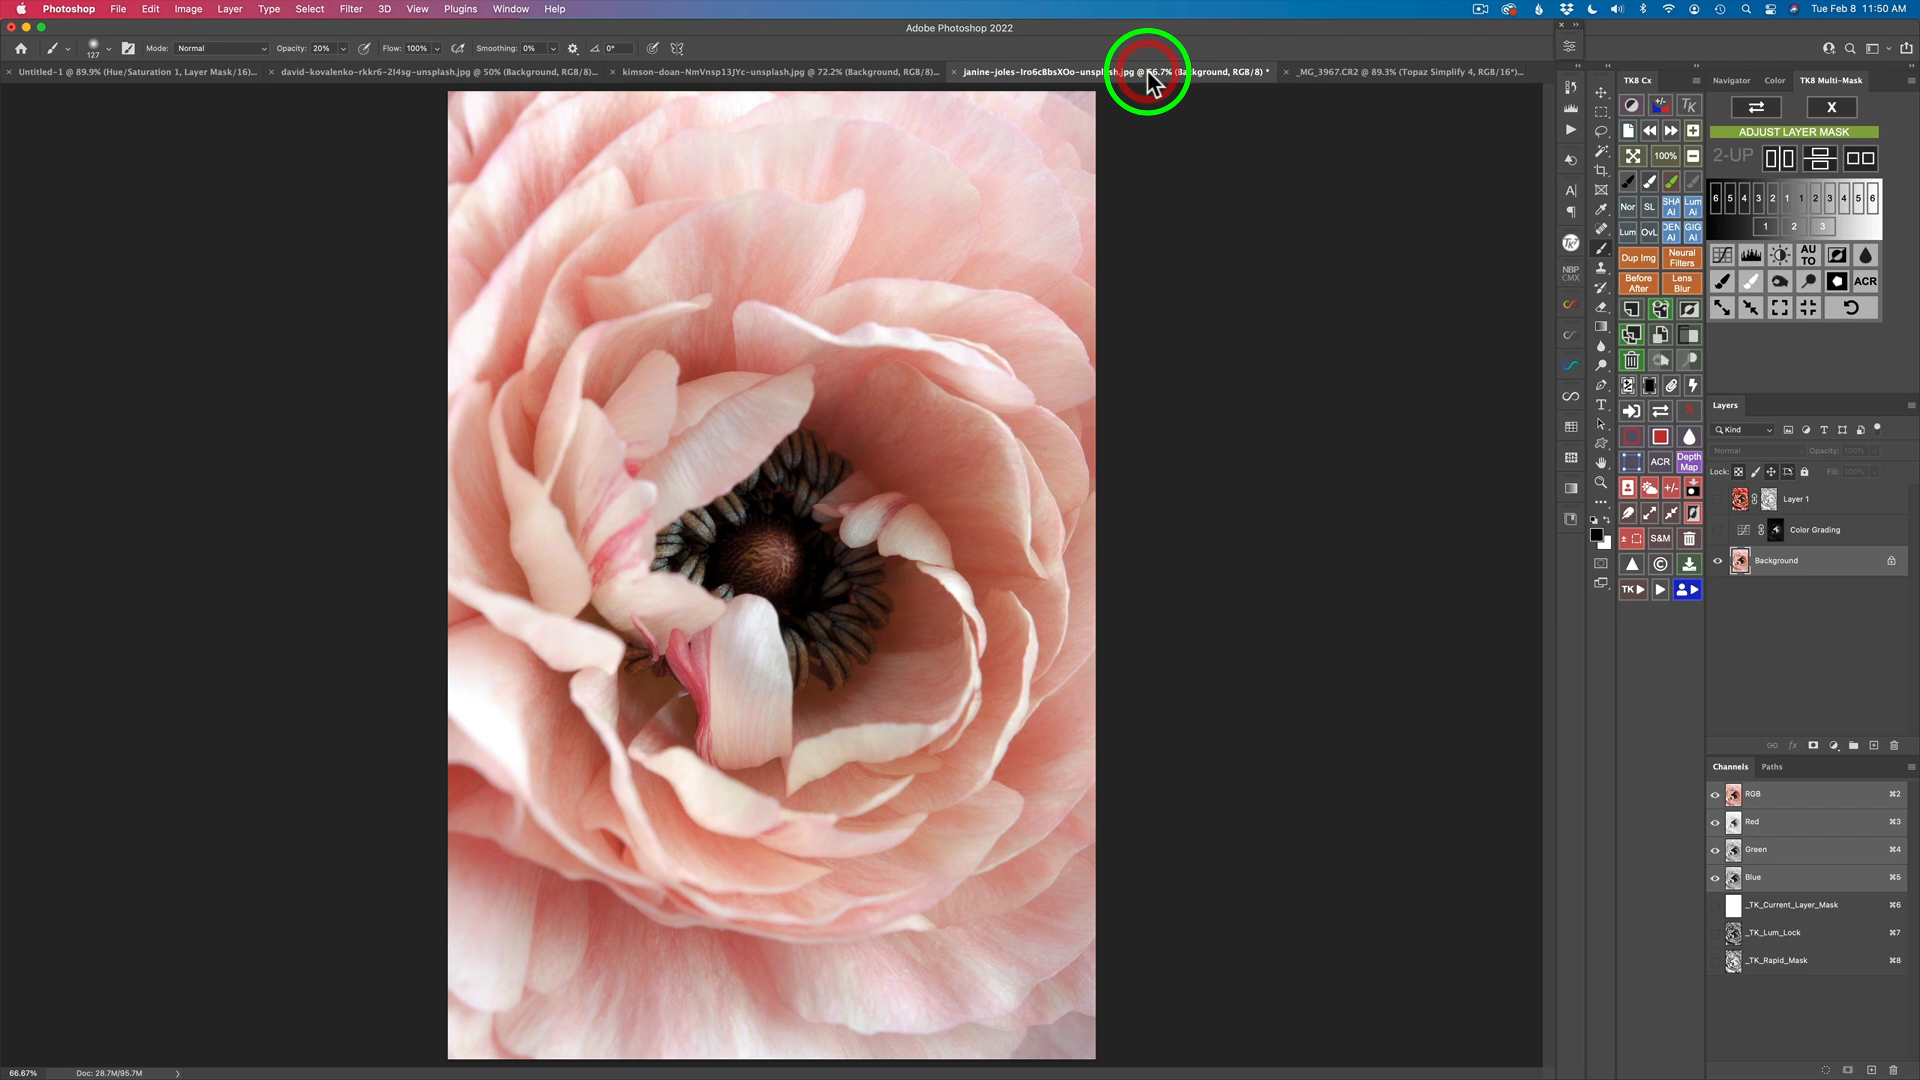 Photoshop File Edit Image Layer Type Select Filter 3D View Plugins Window Help Tue Feb 8 11:50 AM
Adobe Photoshop 2022
127 Mode: Normal Opacity: 20% Flow: 100% Smoothing: 0% 0°
Untitled-1 @ 89.9% (Hue/Saturation 1, Layer Mask/16)... david-kovalenko-rkkr6-2I4sg-unsplash.jpg @ 50% (Background, RGB/8)... kimson-doan-NmVnsp13JYc-unsplash.jpg @ 72.2% (Background, RGB/8)... janine-joles-Iro6cBbsXOo-unsplash.jpg @ 66.7% (Background, RGB/8) * _MG_3967.CR2 @ 89.3% (Topaz Simplify 4, RGB/16*)...
TK8 Cx Navigator Color TK8 Multi-Mask
+/- TK X
ADJUST LAYER MASK
100% 2-UP
6 5 4 3 2 1 1 2 3 4 5 6
1 2 3
Nor SL SHA AI Lum Ai
Lum OvL DEN AI GIG AI
AU TO
Dup Img Neural Filters
Before After Lens Blur
ACR
NBP CMX
ACR Depth Map
+/-
S&M
TK
Layers
Kind
Normal Opacity: 100%
Lock: Fill: 100%
Layer 1
Color Grading
Background
fx
Channels Paths
RGB ⌘2
Red ⌘3
Green ⌘4
Blue ⌘5
_TK_Current_Layer_Mask ⌘6
_TK_Lum_Lock ⌘7
_TK_Rapid_Mask ⌘8
66.67% Doc: 28.7M/95.7M